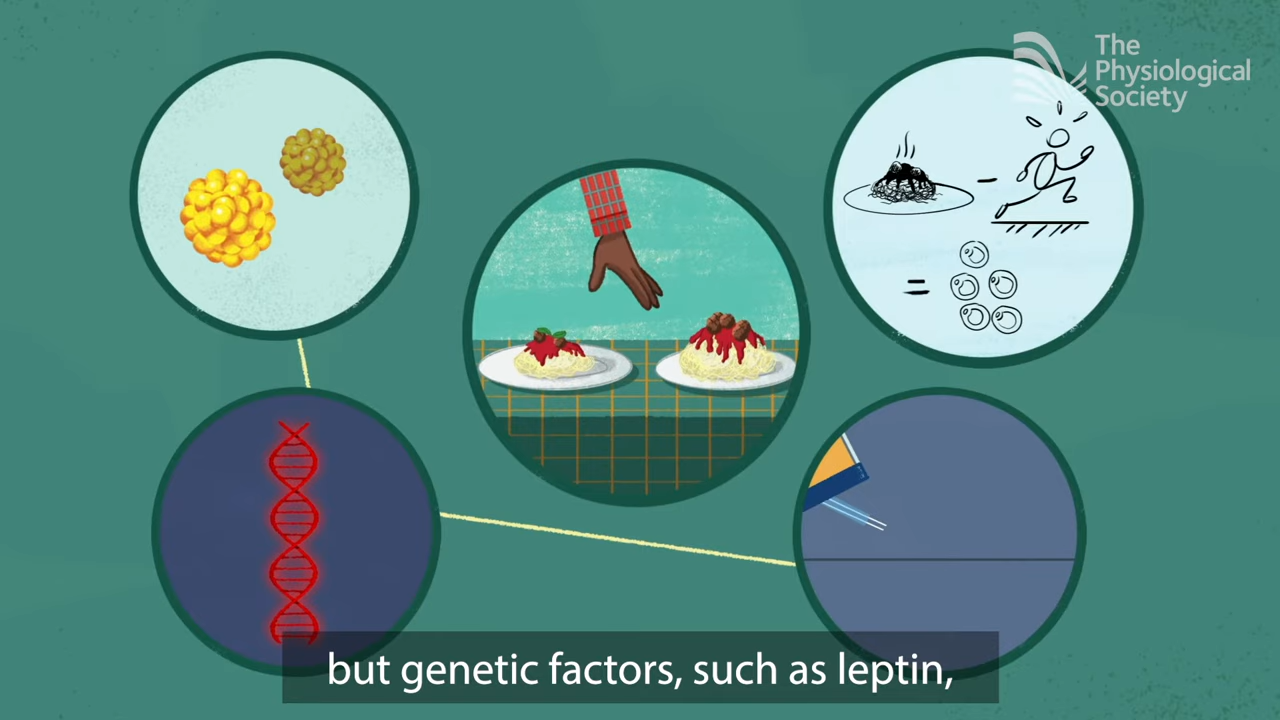 The
Physiological
Society
but genetic factors, such as leptin,